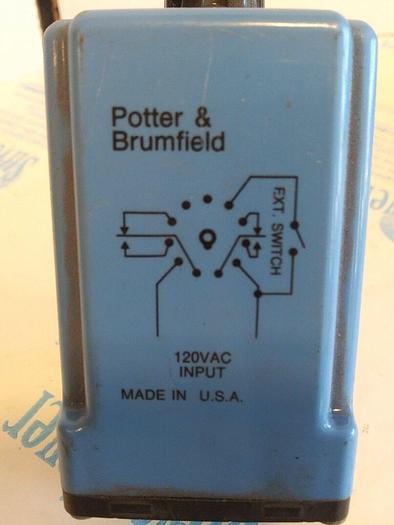 Potter &
Brumfield
EXT. SWITCH
120VAC
INPUT
MADE IN U.S.A.